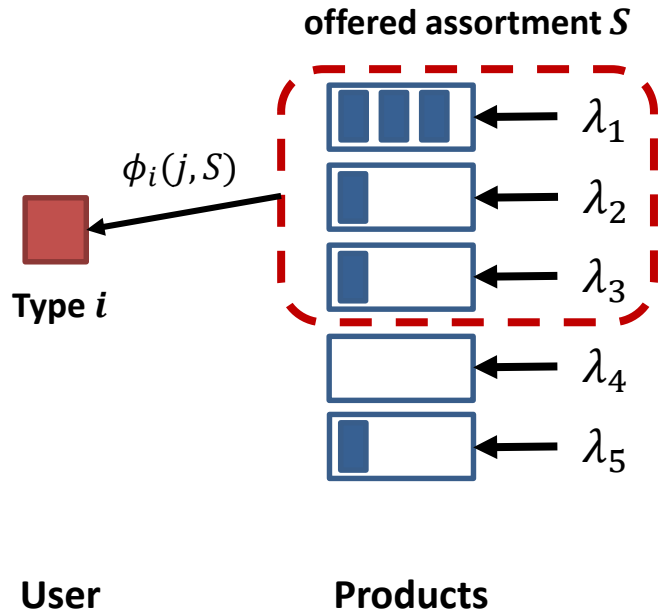 offered assortment S
λ₁
ϕᵢ(j, S)
λ₂
Type i
λ₃
λ₄
λ₅
User
Products